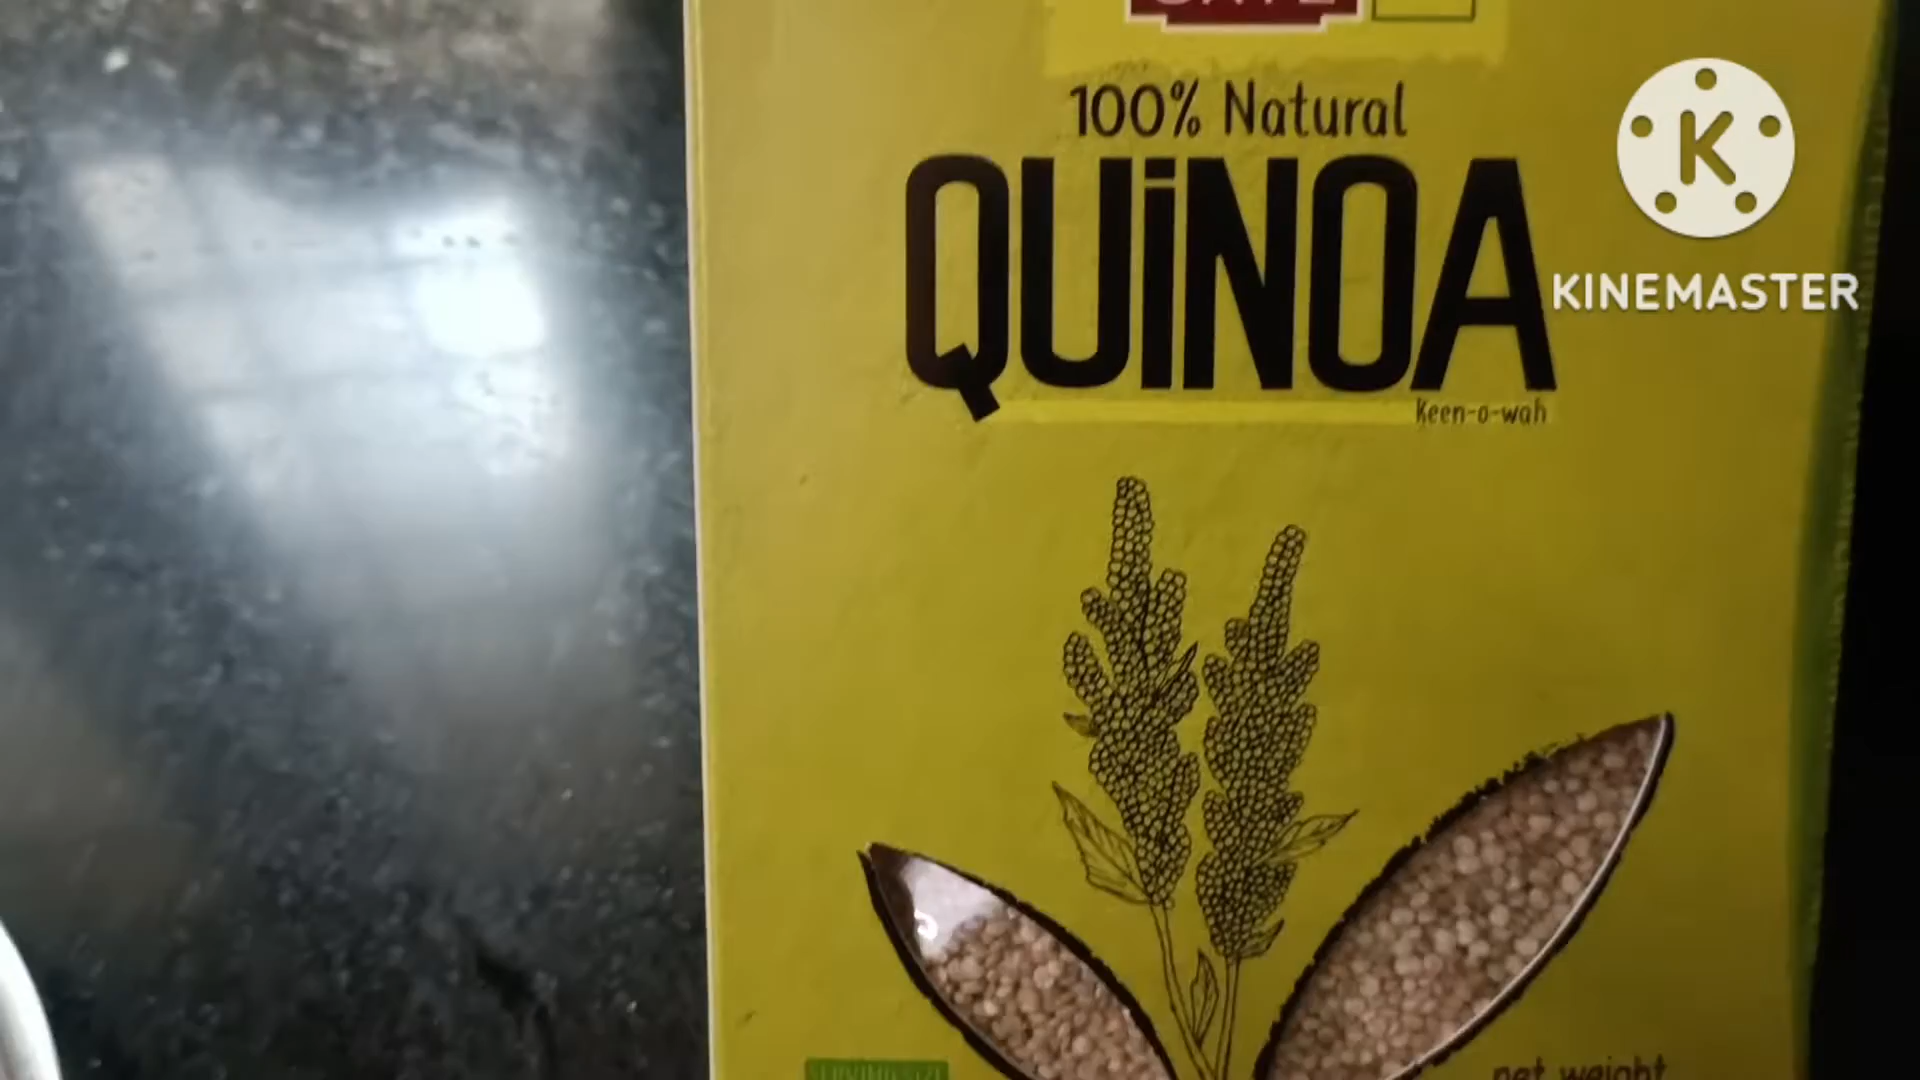 100% Natural
QUiNOA
Keen-o-wah
K
KINEMASTER
net weight